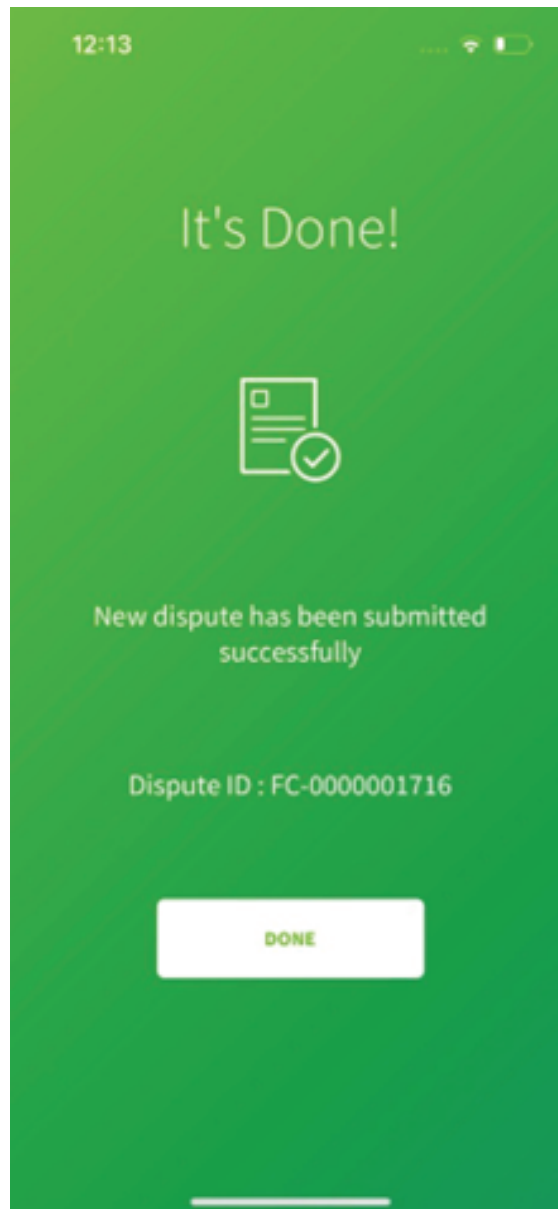 12:13
It's Done!
New dispute has been submitted
successfully
Dispute ID : FC-0000001716
DONE